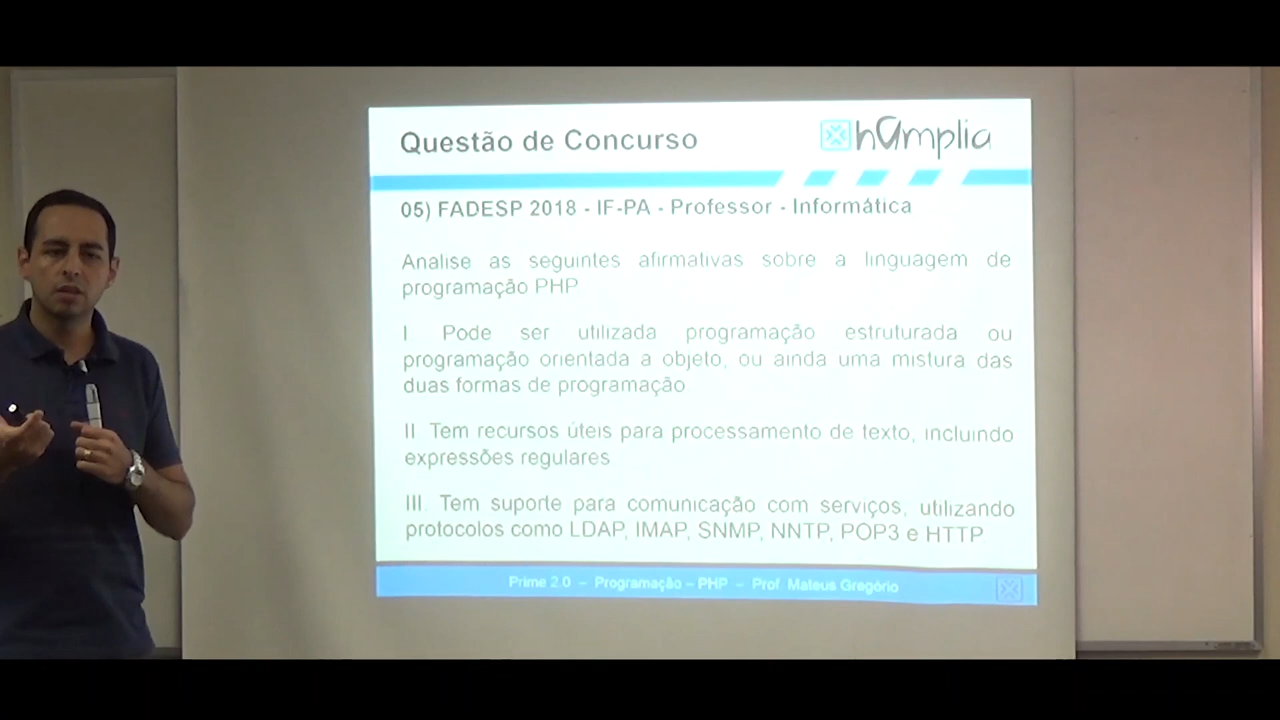 Questão de Concurso
hamplia
05) FADESP 2018 - IF-PA - Professor - Informática
Analise as seguintes afirmativas sobre a linguagem de
programação PHP
I Pode ser utilizada programação estruturada ou
programação orientada a objeto, ou ainda uma mistura das
duas formas de programação
II Tem recursos úteis para processamento de texto, incluindo
expressões regulares
III. Tem suporte para comunicação com serviços, utilizando
protocolos como LDAP, IMAP, SNMP, NNTP, POP3 e HTTP
Prime 2.0 – Programação – PHP – Prof Mateus Gregório